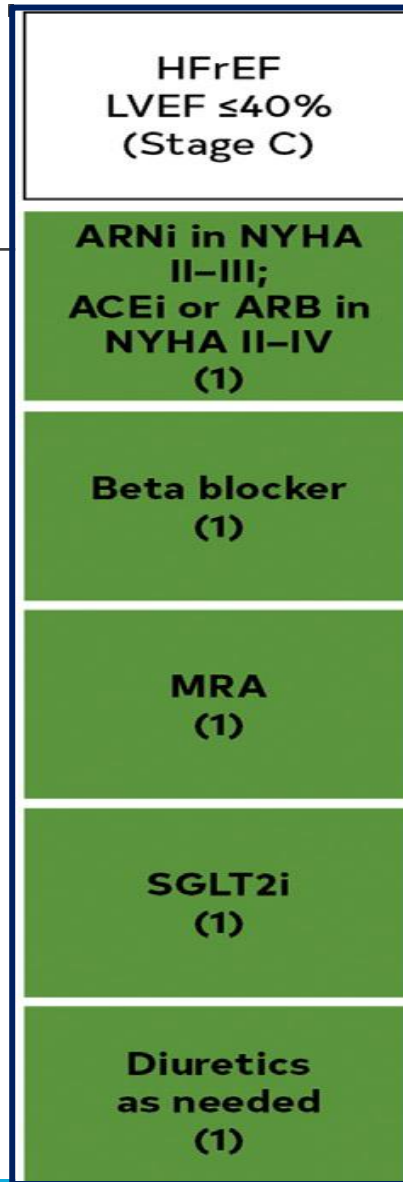 HFrEF
LVEF ≤40%
(Stage C)
ARNi in NYHA
II–III;
ACEi or ARB in
NYHA II–IV
(1)
Beta blocker
(1)
MRA
(1)
SGLT2i
(1)
Diuretics
as needed
(1)